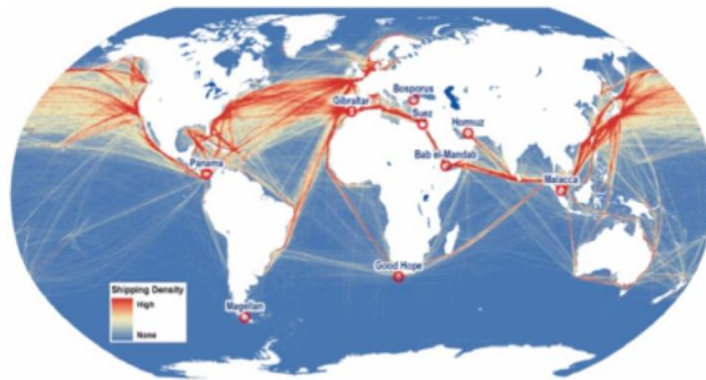 Bosporus
Gibraltar
Suez
Hormuz
Bab el-Mandab
Panama
Malacca
Good Hope
Magellan
Shipping Density
High
None